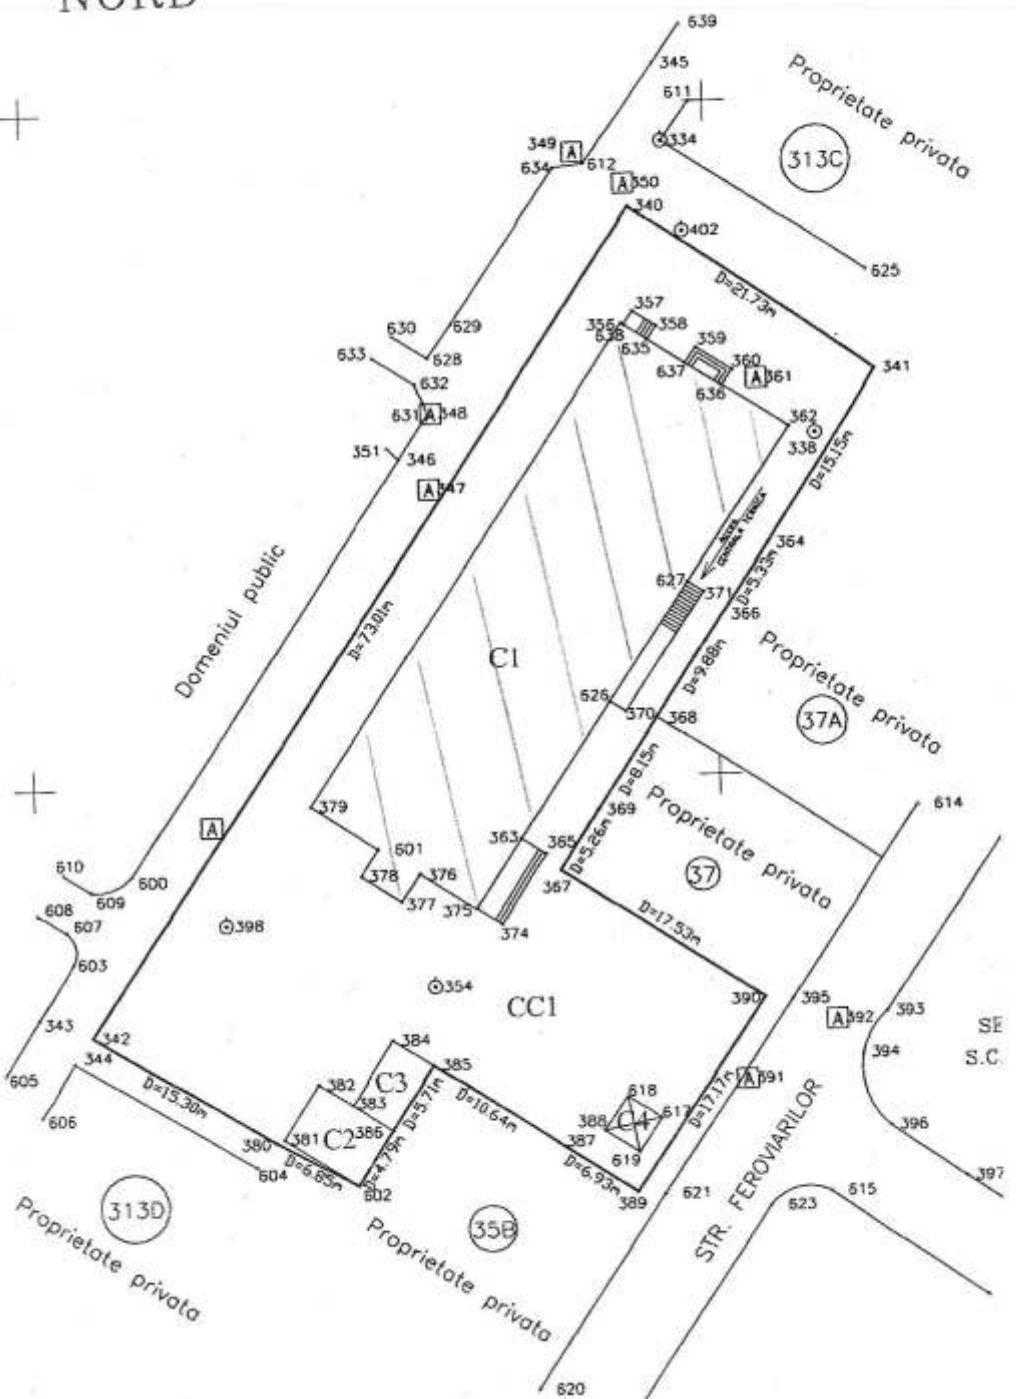 NORD
639
345
Proprietate privata
611
334
313C
349
A
634
612
A
350
340
402
625
D=21.73m
357
356
358
638
635
359
360
637
A
361
636
341
630
629
628
633
632
631
A
348
351
346
A
347
362
338
D=15.15m
ACCES
CENTRALA TERMICA
364
D=5.33m
627
371
366
Domeniul public
D=73.01m
C1
D=9.88m
Proprietate privata
37A
626
370
368
D=8.15m
369
Proprietate privata
37
614
379
A
363
365
D=5.26m
367
601
378
376
377
375
374
610
609
600
608
607
603
398
D=17.53m
354
CC1
390
395
A
392
393
394
SE
S.C.
343
342
344
605
606
384
385
C3
382
383
D=5.71m
D=10.64m
A
391
D=15.30m
380
381
C2
386
604
D=6.85m
D=4.79m
602
618
388
C4
617
387
619
D=17.17m
D=6.93m
389
621
396
397
STR. FEROVIARILOR
623
615
313D
Proprietate privata
35B
Proprietate privata
620